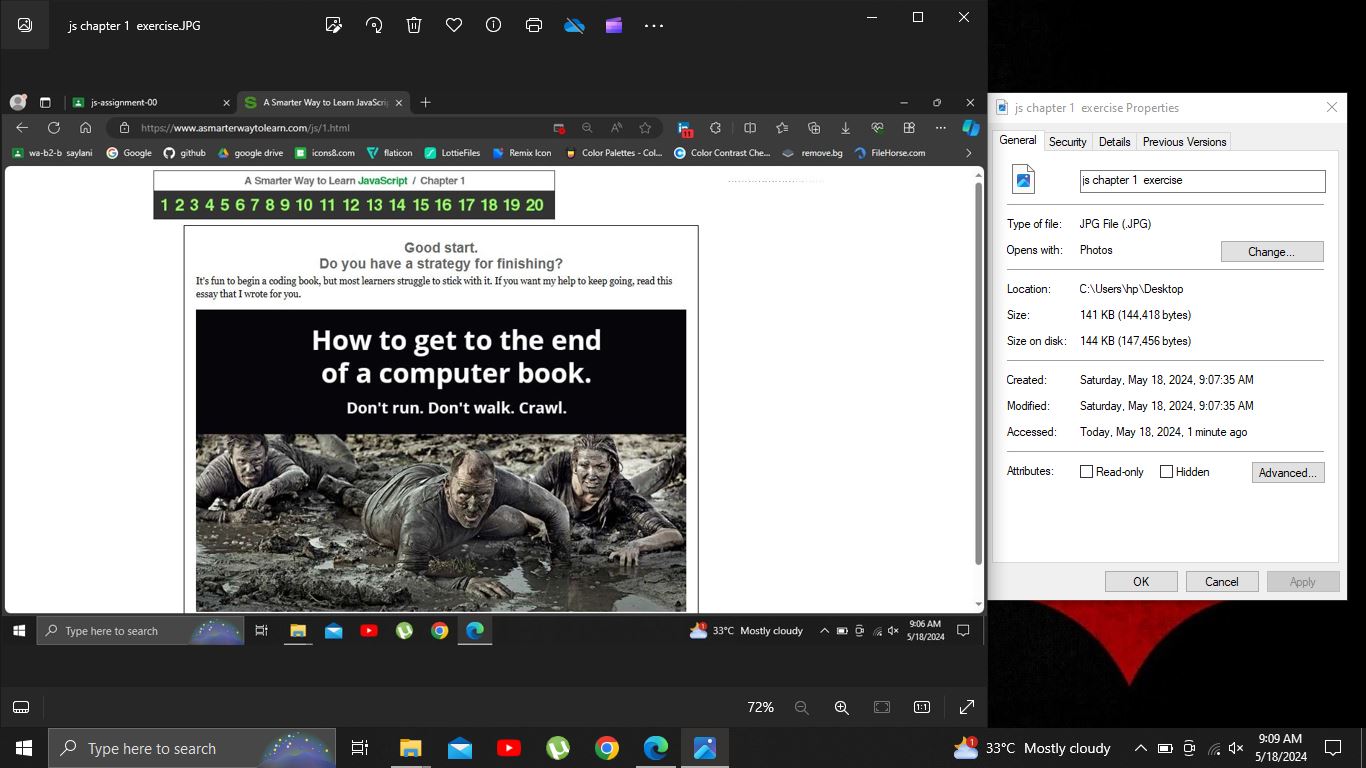 js chapter 1 exercise.JPG
js-assignment-00
A Smarter Way to Learn JavaScri
https://www.asmarterwaytolearn.com/js/1.html
11
wa-b2-b saylani Google github google drive icons8.com flaticon LottieFiles Remix Icon Color Palettes - Col... Color Contrast Che... remove.bg FileHorse.com
A Smarter Way to Learn JavaScript / Chapter 1
1 2 3 4 5 6 7 8 9 10 11 12 13 14 15 16 17 18 19 20
Good start.
Do you have a strategy for finishing?
It's fun to begin a coding book, but most learners struggle to stick with it. If you want my help to keep going, read this
essay that I wrote for you.
How to get to the end
of a computer book.
Don't run. Don't walk. Crawl.
Type here to search
1
33°C Mostly cloudy
9:06 AM
5/18/2024
72%
1:1
js chapter 1 exercise Properties
General Security Details Previous Versions
js chapter 1 exercise
Type of file: JPG File (.JPG)
Opens with: Photos Change...
Location: C:\Users\hp\Desktop
Size: 141 KB (144,418 bytes)
Size on disk: 144 KB (147,456 bytes)
Created: Saturday, May 18, 2024, 9:07:35 AM
Modified: Saturday, May 18, 2024, 9:07:35 AM
Accessed: Today, May 18, 2024, 1 minute ago
Attributes: Read-only Hidden Advanced...
OK Cancel Apply
Type here to search
1
33°C Mostly cloudy
9:09 AM
5/18/2024